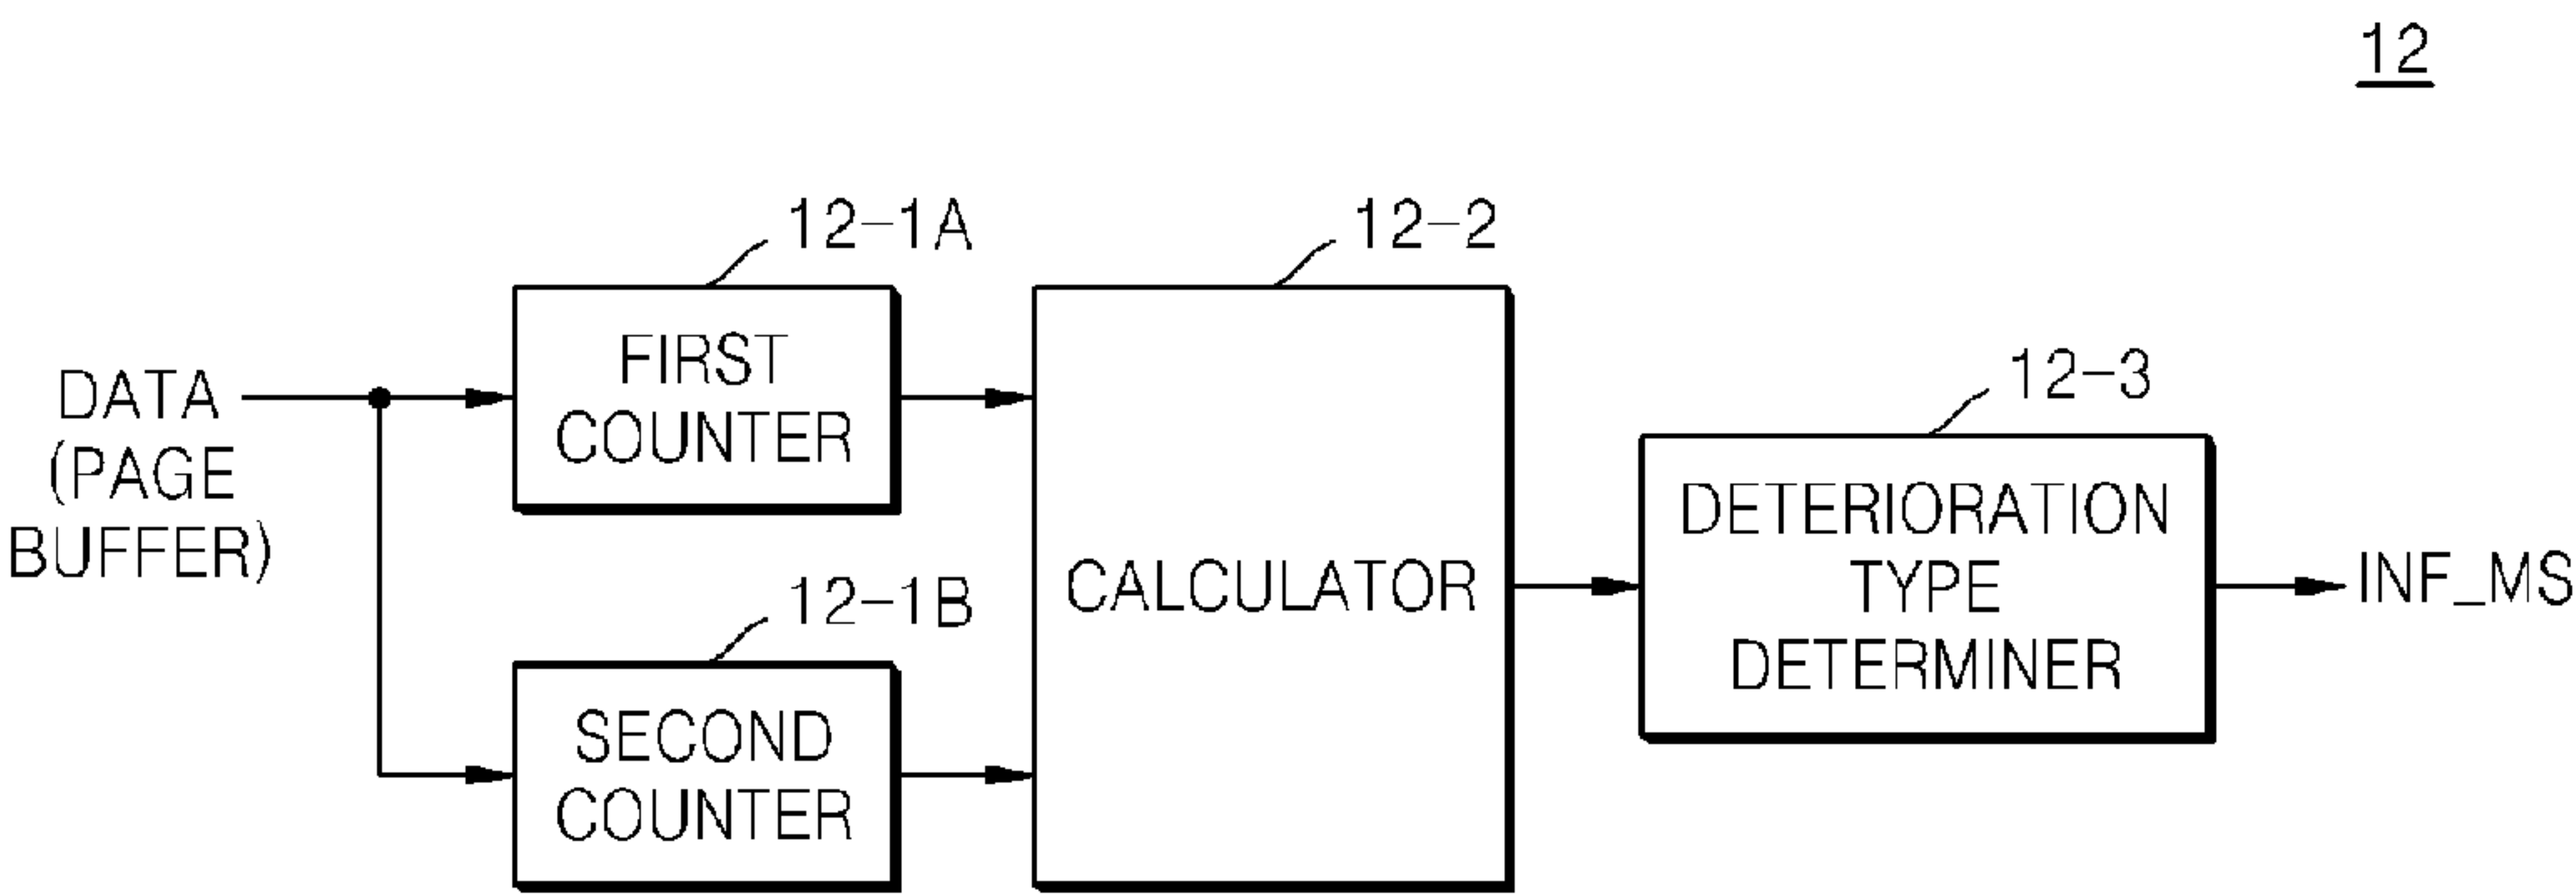 12
12-1A
12-2
FIRST
COUNTER
12-3
DATA
(PAGE
BUFFER)
DETERIORATION
TYPE
DETERMINER
CALCULATOR
INF_MS
12-1B
SECOND
COUNTER